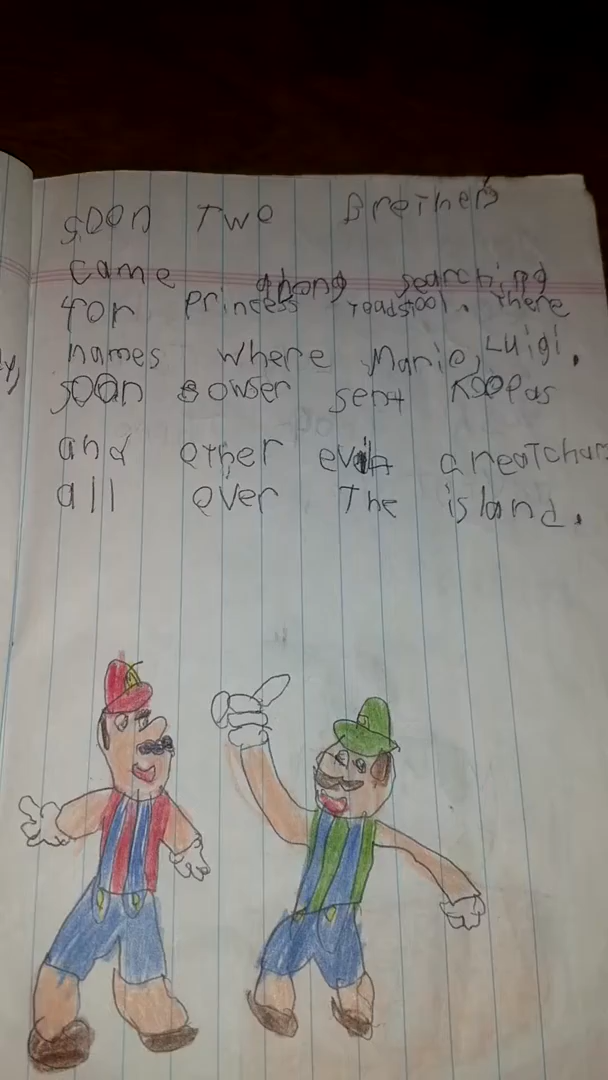 soon Two Brothers
came along searching
for princess Toadstool. There
names where Mario, Luigi.
soon Bowser sent Koopas
and other evil
all over The island.